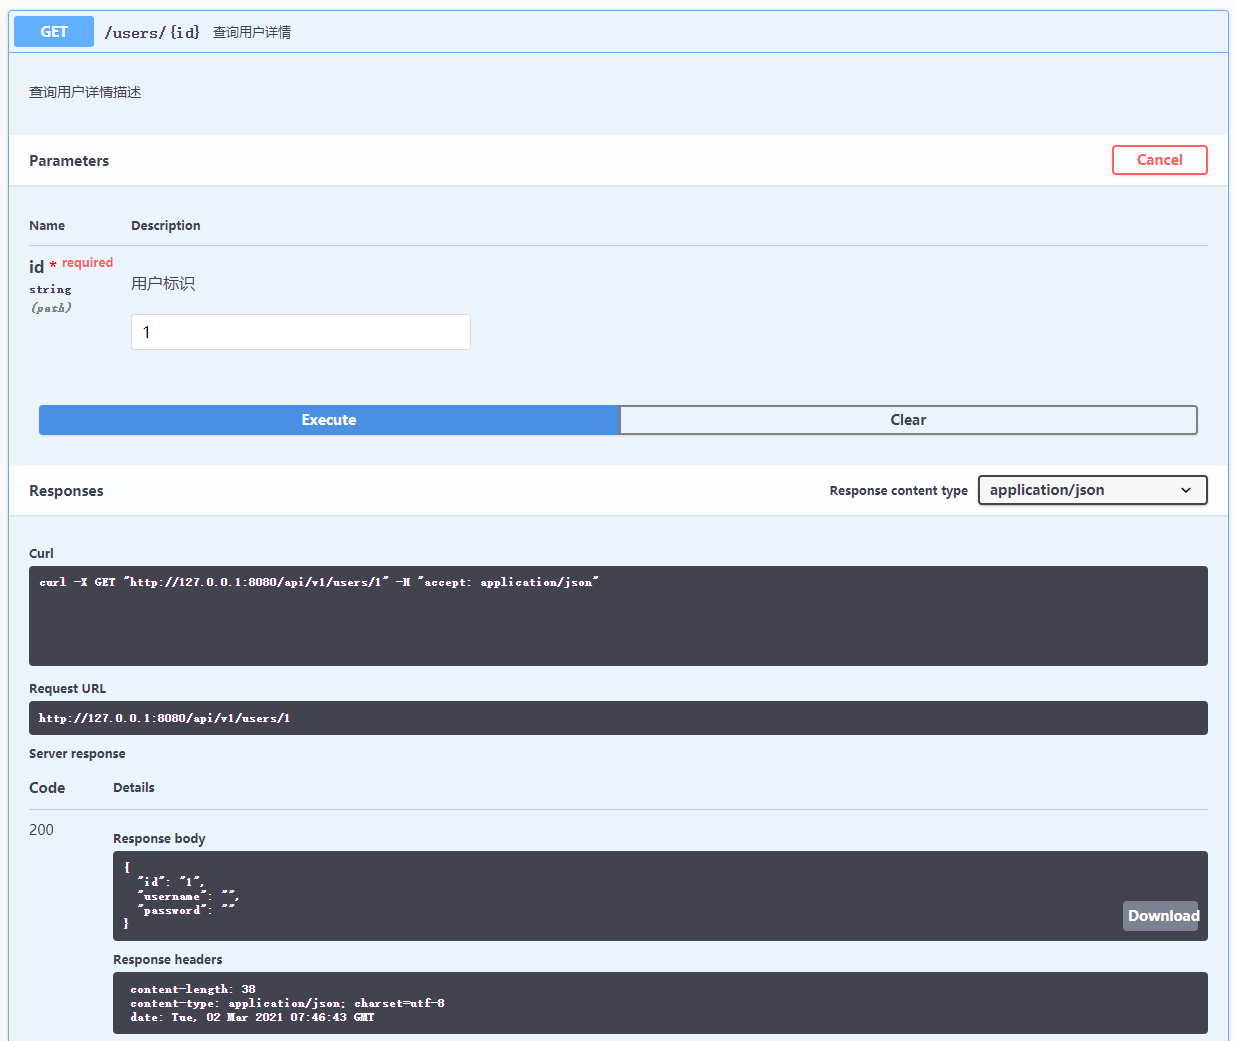 GET /users/{id} 查询用户详情
查询用户详情描述
Parameters Cancel
Name Description
id * required
string
(path)
用户标识
1
Execute Clear
Responses Response content type application/json
Curl
curl -X GET "http://127.0.0.1:8080/api/v1/users/1" -H "accept: application/json"
Request URL
http://127.0.0.1:8080/api/v1/users/1
Server response
Code Details
200
Response body
{
"id": "1",
"username": "",
"password": ""
}
Download
Response headers
content-length: 38
content-type: application/json; charset=utf-8
date: Tue, 02 Mar 2021 07:46:43 GMT